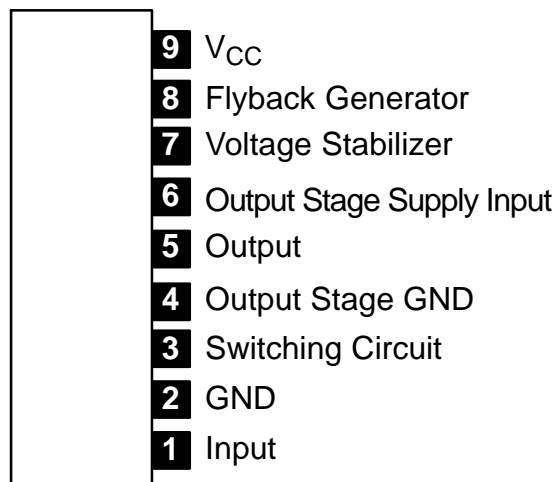 9 VCC
8 Flyback Generator
7 Voltage Stabilizer
6 Output Stage Supply Input
5 Output
4 Output Stage GND
3 Switching Circuit
2 GND
1 Input